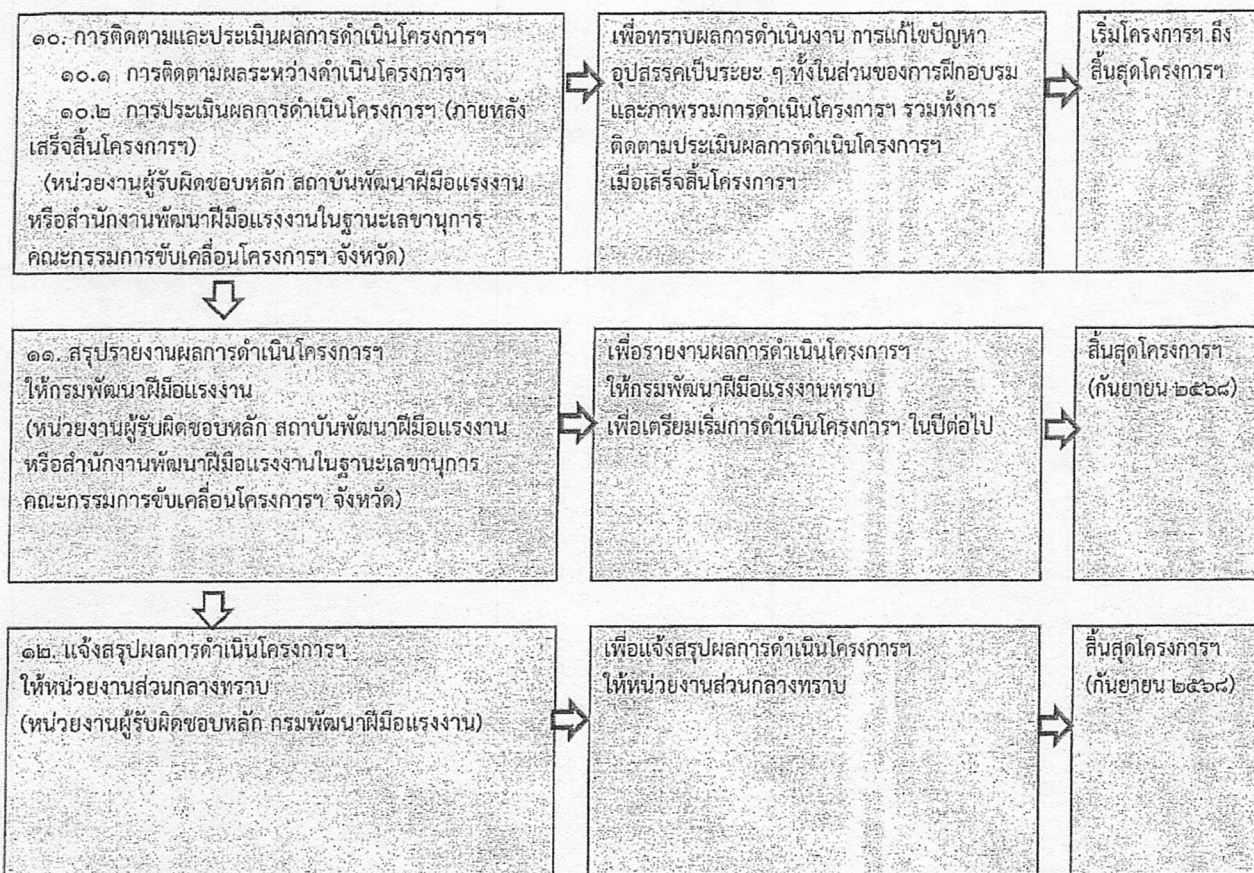 ๑๐. การติดตามและประเมินผลการดำเนินโครงการฯ
๑๐.๑ การติดตามผลระหว่างดำเนินโครงการฯ
๑๐.๒ การประเมินผลการดำเนินโครงการฯ (ภายหลัง
เสร็จสิ้นโครงการฯ)
(หน่วยงานผู้รับผิดชอบหลัก สถาบันพัฒนาฝีมือแรงงาน
หรือสำนักงานพัฒนาฝีมือแรงงานในฐานะเลขานุการ
คณะกรรมการขับเคลื่อนโครงการฯ จังหวัด)
เพื่อทราบผลการดำเนินงาน การแก้ไขปัญหา
อุปสรรคเป็นระยะ ๆ ทั้งในส่วนของการฝึกอบรม
และภาพรวมการดำเนินโครงการฯ รวมทั้งการ
ติดตามประเมินผลการดำเนินโครงการฯ
เมื่อเสร็จสิ้นโครงการฯ
เริ่มโครงการฯ ถึง
สิ้นสุดโครงการฯ
๑๑. สรุปรายงานผลการดำเนินโครงการฯ
ให้กรมพัฒนาฝีมือแรงงาน
(หน่วยงานผู้รับผิดชอบหลัก สถาบันพัฒนาฝีมือแรงงาน
หรือสำนักงานพัฒนาฝีมือแรงงานในฐานะเลขานุการ
คณะกรรมการขับเคลื่อนโครงการฯ จังหวัด)
เพื่อรายงานผลการดำเนินโครงการฯ
ให้กรมพัฒนาฝีมือแรงงานทราบ
เพื่อเตรียมเริ่มการดำเนินโครงการฯ ในปีต่อไป
สิ้นสุดโครงการฯ
(กันยายน ๒๕๖๘)
๑๒. แจ้งสรุปผลการดำเนินโครงการฯ
ให้หน่วยงานส่วนกลางทราบ
(หน่วยงานผู้รับผิดชอบหลัก กรมพัฒนาฝีมือแรงงาน)
เพื่อแจ้งสรุปผลการดำเนินโครงการฯ
ให้หน่วยงานส่วนกลางทราบ
สิ้นสุดโครงการฯ
(กันยายน ๒๕๖๘)